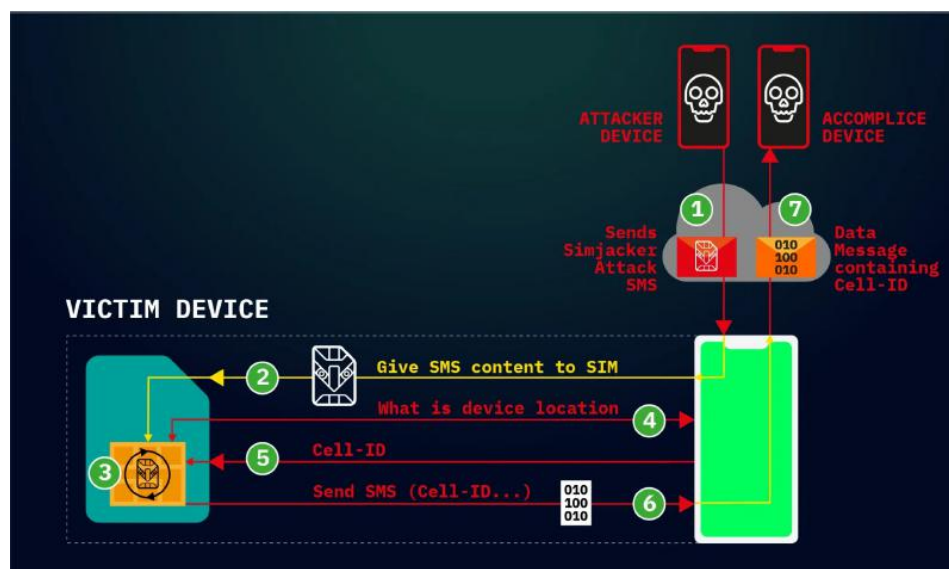 ATTACKER
DEVICE
ACCOMPLICE
DEVICE
1
7
Sends
Simjacker
Attack
SMS
010
100
010
Data
Message
containing
Cell-ID
VICTIM DEVICE
2
Give SMS content to SIM
What is device location
4
3
5
Cell-ID
Send SMS (Cell-ID...)
010
100
010
6